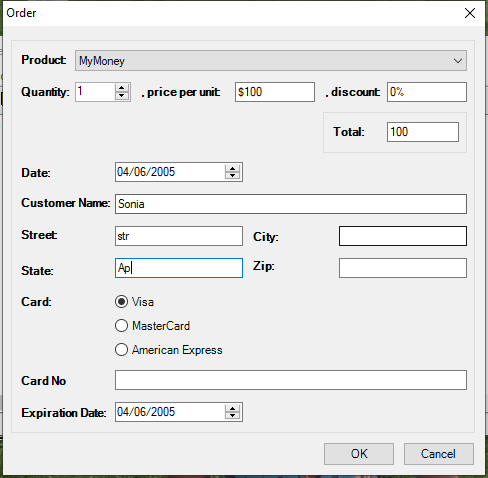 Order
Product: MyMoney
Quantity: 1 , price per unit: $100 , discount: 0%
Total: 100
Date: 04/06/2005
Customer Name: Sonia
Street: str City:
State: Ap Zip:
Card: Visa
MasterCard
American Express
Card No
Expiration Date: 04/06/2005
OK Cancel